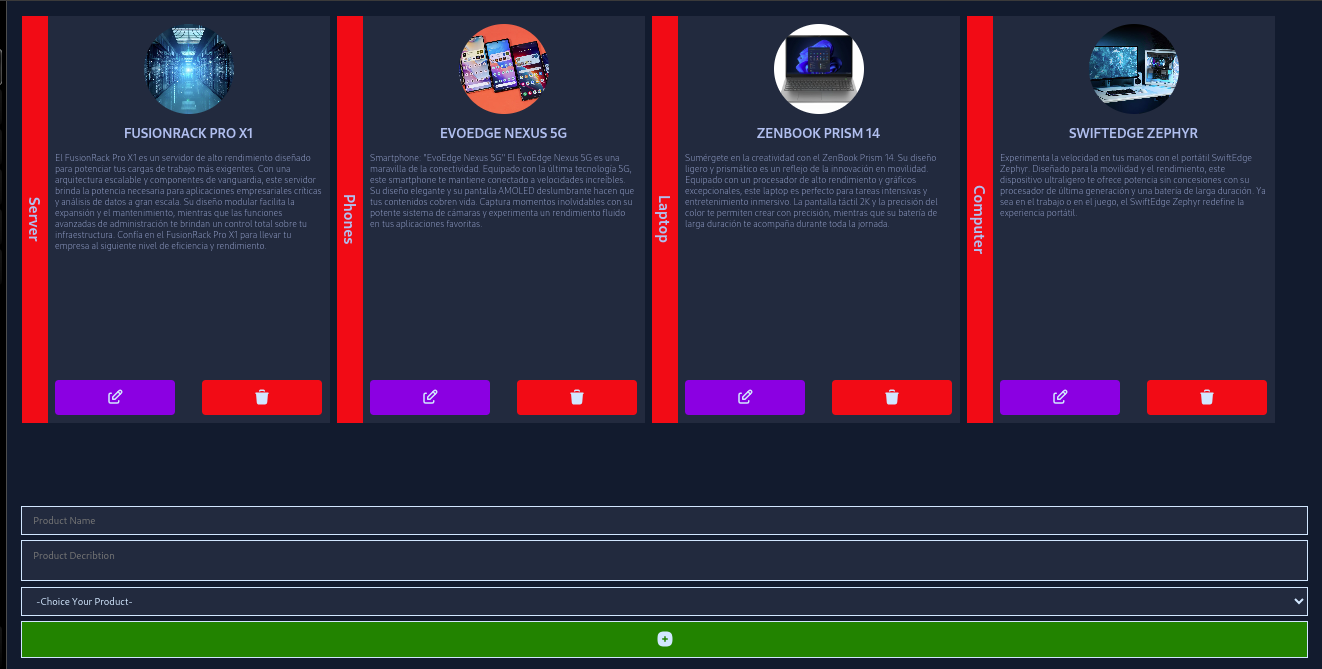 Server
FUSIONRACK PRO X1
El FusionRack Pro X1 es un servidor de alto rendimiento diseñado
para potenciar tus cargas de trabajo más exigentes. Con una
arquitectura escalable y componentes de vanguardia, este servidor
brinda la potencia necesaria para aplicaciones empresariales críticas
y análisis de datos a gran escala. Su diseño modular facilita la
expansión y el mantenimiento, mientras que las funciones
avanzadas de administración te brindan un control total sobre tu
infraestructura. Confía en el FusionRack Pro X1 para llevar tu
empresa al siguiente nivel de eficiencia y rendimiento.
Phones
EVOEDGE NEXUS 5G
Smartphone: "EvoEdge Nexus 5G" El EvoEdge Nexus 5G es una
maravilla de la conectividad. Equipado con la última tecnología 5G,
este smartphone te mantiene conectado a velocidades increíbles.
Su diseño elegante y su pantalla AMOLED deslumbrante hacen que
tus contenidos cobren vida. Captura momentos inolvidables con su
potente sistema de cámaras y experimenta un rendimiento fluido
en tus aplicaciones favoritas.
Laptop
ZENBOOK PRISM 14
Sumérgete en la creatividad con el ZenBook Prism 14. Su diseño
ligero y prismático es un reflejo de la innovación en movilidad.
Equipado con un procesador de alto rendimiento y gráficos
excepcionales, este laptop es perfecto para tareas intensivas y
entretenimiento inmersivo. La pantalla táctil 2K y la precisión del
color te permiten crear con precisión, mientras que su batería de
larga duración te acompaña durante toda la jornada.
Computer
SWIFTEDGE ZEPHYR
Experimenta la velocidad en tus manos con el portátil SwiftEdge
Zephyr. Diseñado para la movilidad y el rendimiento, este
dispositivo ultraligero te ofrece potencia sin concesiones con su
procesador de última generación y una batería de larga duración. Ya
sea en el trabajo o en el juego, el SwiftEdge Zephyr redefine la
experiencia portátil.
Product Name
Product Decribtion
-Choice Your Product-